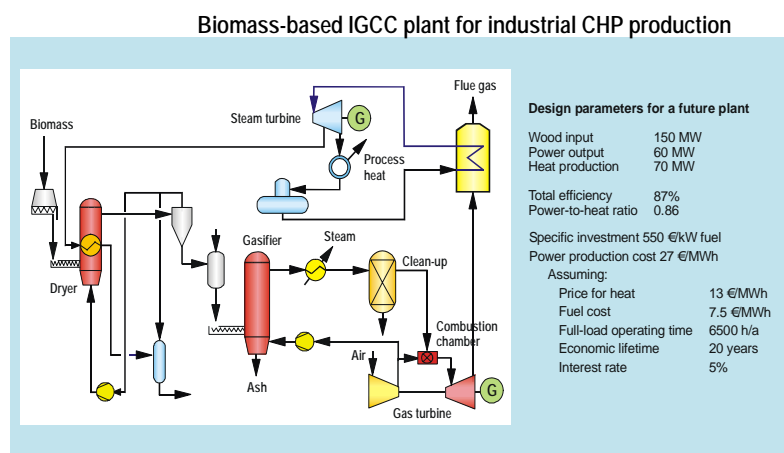 Biomass-based IGCC plant for industrial CHP production
Flue gas
Steam turbine
G
Biomass
Process
heat
Gasifier
Steam
Clean-up
Dryer
Combustion
chamber
Air
Ash
Gas turbine
G
Design parameters for a future plant
Wood input 150 MW
Power output 60 MW
Heat production 70 MW
Total efficiency 87%
Power-to-heat ratio 0.86
Specific investment 550 €/kW fuel
Power production cost 27 €/MWh
Assuming:
Price for heat 13 €/MWh
Fuel cost 7.5 €/MWh
Full-load operating time 6500 h/a
Economic lifetime 20 years
Interest rate 5%